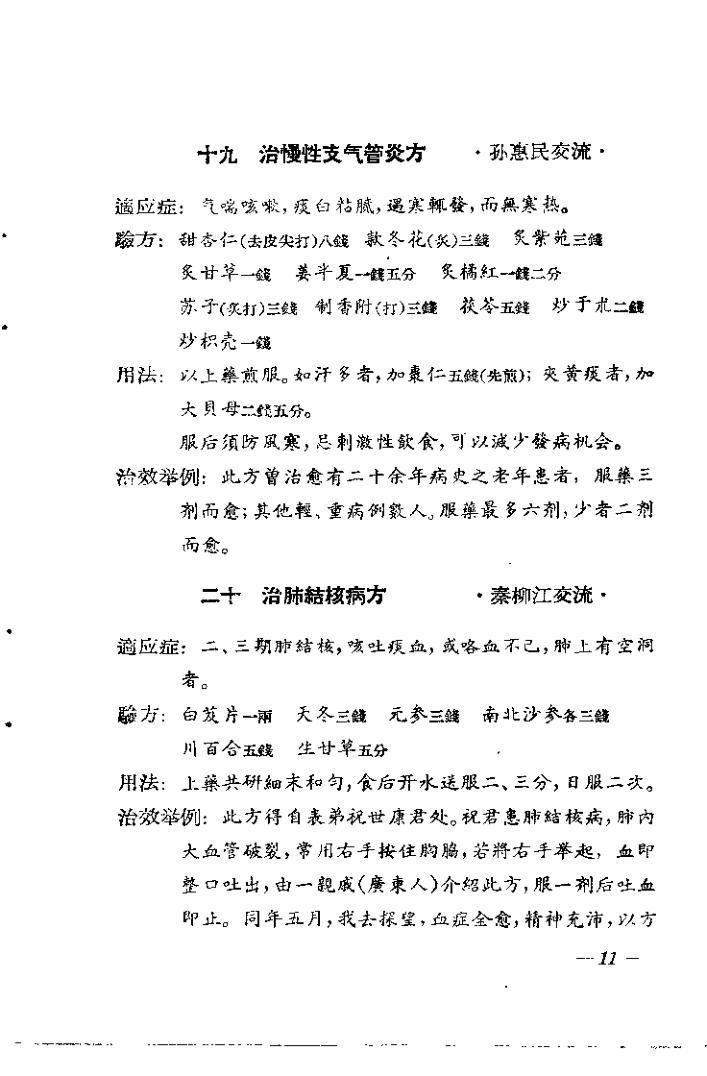 十九　治慢性支气管炎方　　·孙惠民交流·
適应症：气喘咳嗽，痰白粘膩，遇寒輒發，而無寒热。
驗方：甜杏仁(去皮尖打)八錢　款冬花(炙)三錢　炙紫菀三錢
炙甘草一錢　姜半夏一錢五分　炙橘紅一錢二分
苏子(炙打)三錢　制香附(打)三錢　茯苓五錢　炒于朮二錢
炒枳壳一錢
用法：以上藥煎服。如汗多者，加棗仁五錢(先煎)；夾黄痰者，加
大貝母二錢五分。
服后須防風寒，忌刺激性飲食，可以減少發病机会。
治效举例：此方曾治愈有二十余年病史之老年患者，服藥三
剂而愈；其他輕、重病例数人。服藥最多六剂，少者二剂
而愈。
二十　治肺結核病方　　·秦柳江交流·
適应症：二、三期肺結核，咳吐痰血，或咯血不已，肺上有空洞
者。
驗方：白芨片一兩　天冬三錢　元参三錢　南北沙参各三錢
川百合五錢　生甘草五分
用法：上藥共研細末和匀，食后开水送服二、三分，日服二次。
治效举例：此方得自表弟祝世康君处。祝君患肺結核病，肺內
大血管破裂，常用右手按住胸腸，若將右手举起，血即
整口吐出，由一親戚(廣東人)介紹此方，服一剂后吐血
即止。同年五月，我去探望，血症全愈，精神充沛，以方
— 11 —